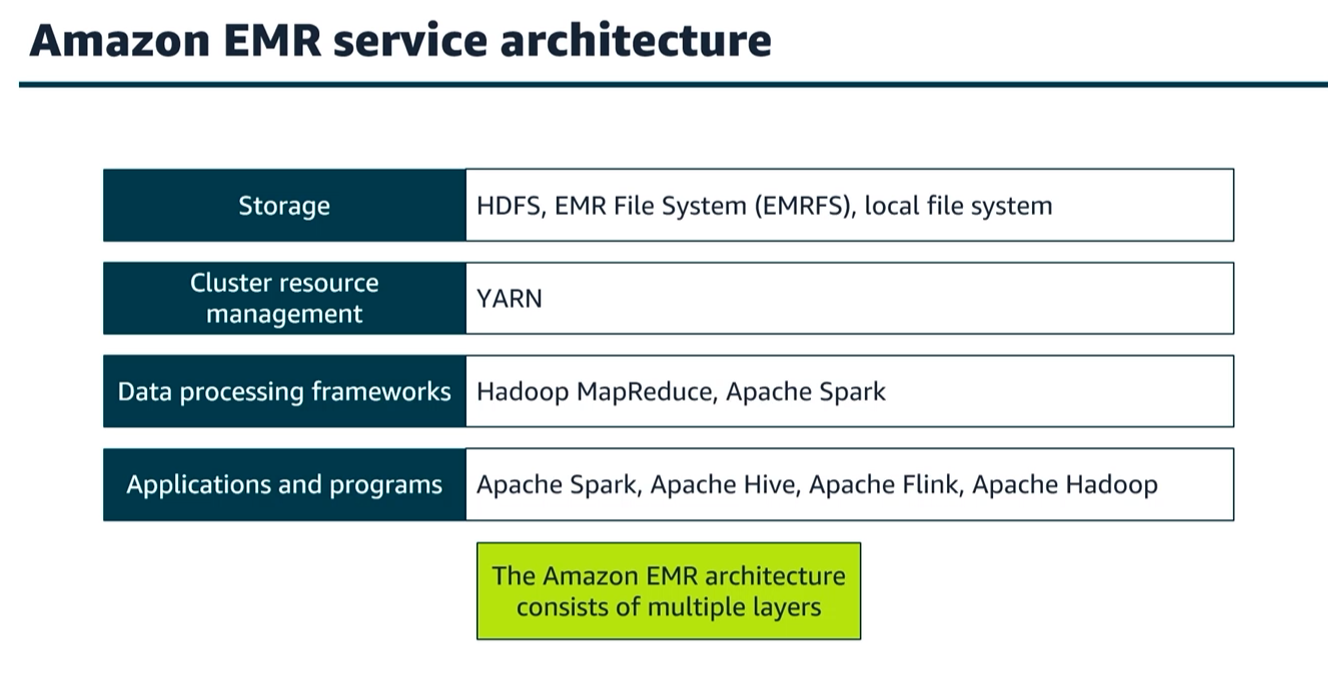 Amazon EMR service architecture
Storage
HDFS, EMR File System (EMRFS), local file system
Cluster resource
management
YARN
Data processing frameworks
Hadoop MapReduce, Apache Spark
Applications and programs
Apache Spark, Apache Hive, Apache Flink, Apache Hadoop
The Amazon EMR architecture
consists of multiple layers